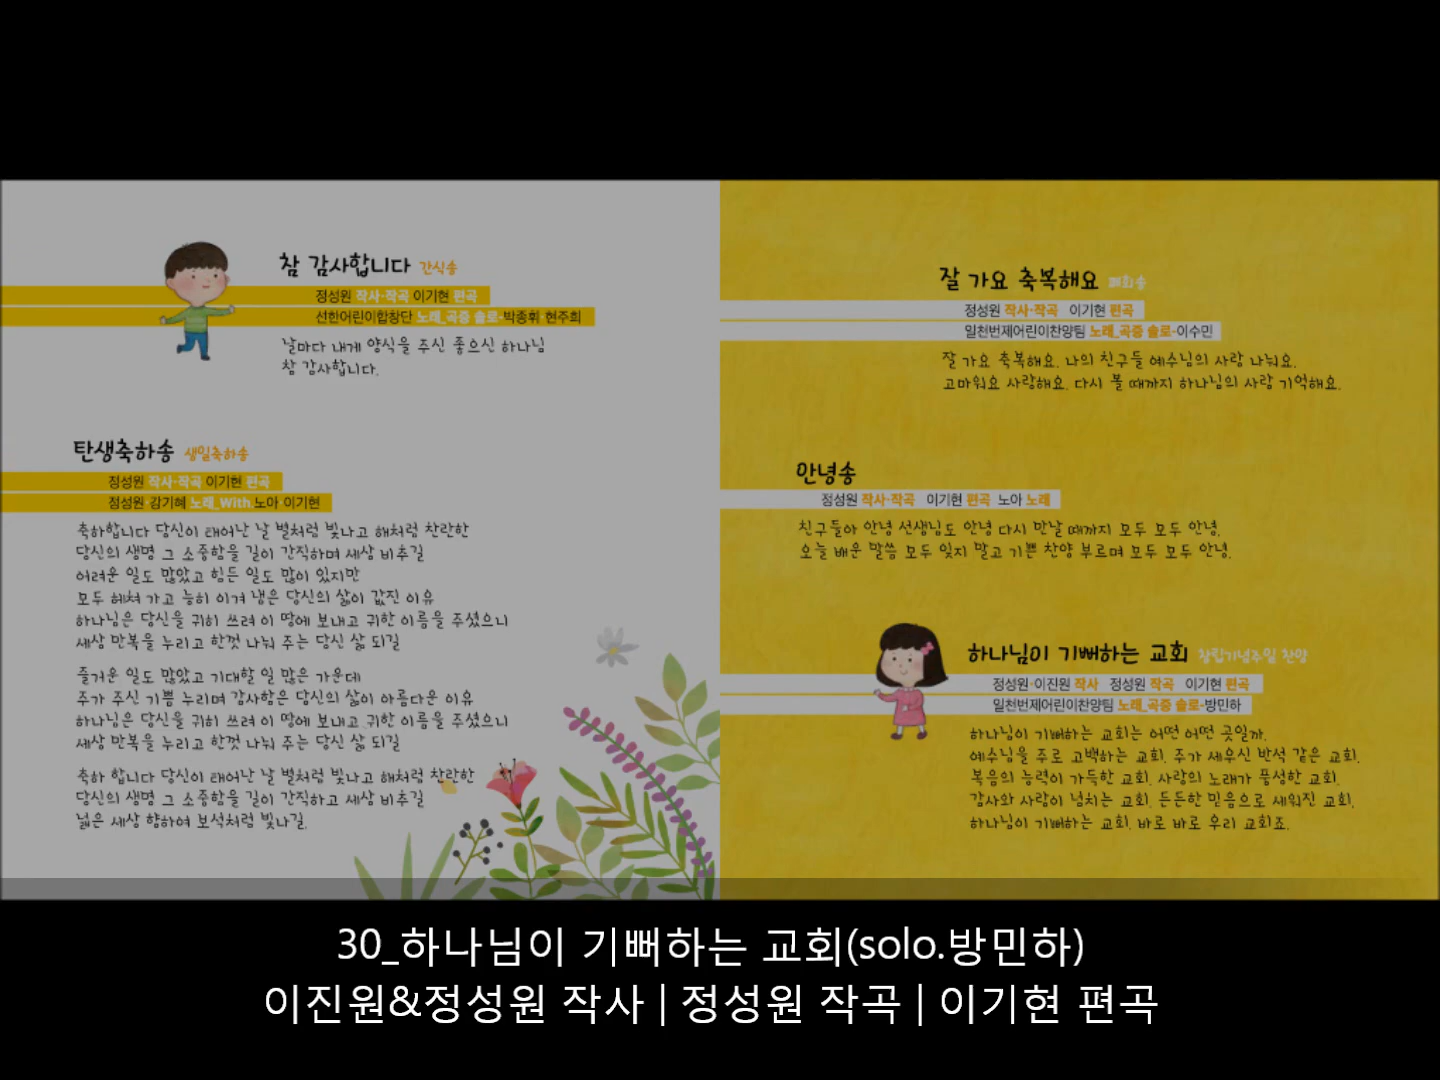 참 감사합니다 간식송
정성원 작사·작곡 이기현 편곡
선한어린이합창단 노래_곡중 솔로-박종휘 현주희
날마다 내게 양식을 주신 좋으신 하나님
참 감사합니다.
탄생축하송 생일축하송
정성원 작사·작곡 이기현 편곡
정성원 강기혜 노래_With 노아 이기현
축하합니다 당신이 태어난 날 별처럼 빛나고 해처럼 찬란한
당신의 생명 그 소중함을 깊이 간직하며 세상 비추길
어려운 일도 많았고 힘든 일도 많이 있지만
모두 헤쳐 가고 능히 이겨 냄은 당신의 삶이 값진 이유
하나님은 당신을 귀히 쓰려 이 땅에 보내고 귀한 이름을 주셨으니
세상 만복을 누리고 한껏 나눠 주는 당신 삶 되길
즐거운 일도 많았고 기대할 일 많은 가운데
주가 주신 기쁨 누리며 감사함은 당신의 삶이 아름다운 이유
하나님은 당신을 귀히 쓰려 이 땅에 보내고 귀한 이름을 주셨으니
세상 만복을 누리고 한껏 나눠 주는 당신 삶 되길
축하 합니다 당신이 태어난 날 별처럼 빛나고 해처럼 찬란한
당신의 생명 그 소중함을 깊이 간직하고 세상 비추길
넓은 세상 향하여 보석처럼 빛나길.
잘 가요 축복해요 폐회송
정성원 작사·작곡 이기현 편곡
일천번제어린이찬양팀 노래_곡중 솔로-이수민
잘 가요 축복해요. 나의 친구들 예수님의 사랑 나눠요.
고마워요 사랑해요. 다시 볼 때까지 하나님의 사랑 기억해요.
안녕송
정성원 작사·작곡 이기현 편곡 노아 노래
친구들아 안녕 선생님도 안녕 다시 만날 때까지 모두 모두 안녕.
오늘 배운 말씀 모두 잊지 말고 기쁜 찬양 부르며 모두 모두 안녕.
하나님이 기뻐하는 교회 창립기념주일 찬양
정성원·이진원 작사 정성원 작곡 이기현 편곡
일천번제어린이찬양팀 노래_곡중 솔로-방민하
하나님이 기뻐하는 교회는 어떤 어떤 곳일까.
예수님을 주로 고백하는 교회. 주가 세우신 반석 같은 교회.
복음의 능력이 가득한 교회. 사랑의 노래가 풍성한 교회.
감사와 사랑이 넘치는 교회. 든든한 믿음으로 세워진 교회.
하나님이 기뻐하는 교회. 바로 바로 우리 교회죠.
30_하나님이 기뻐하는 교회(solo.방민하)
이진원&정성원 작사 | 정성원 작곡 | 이기현 편곡